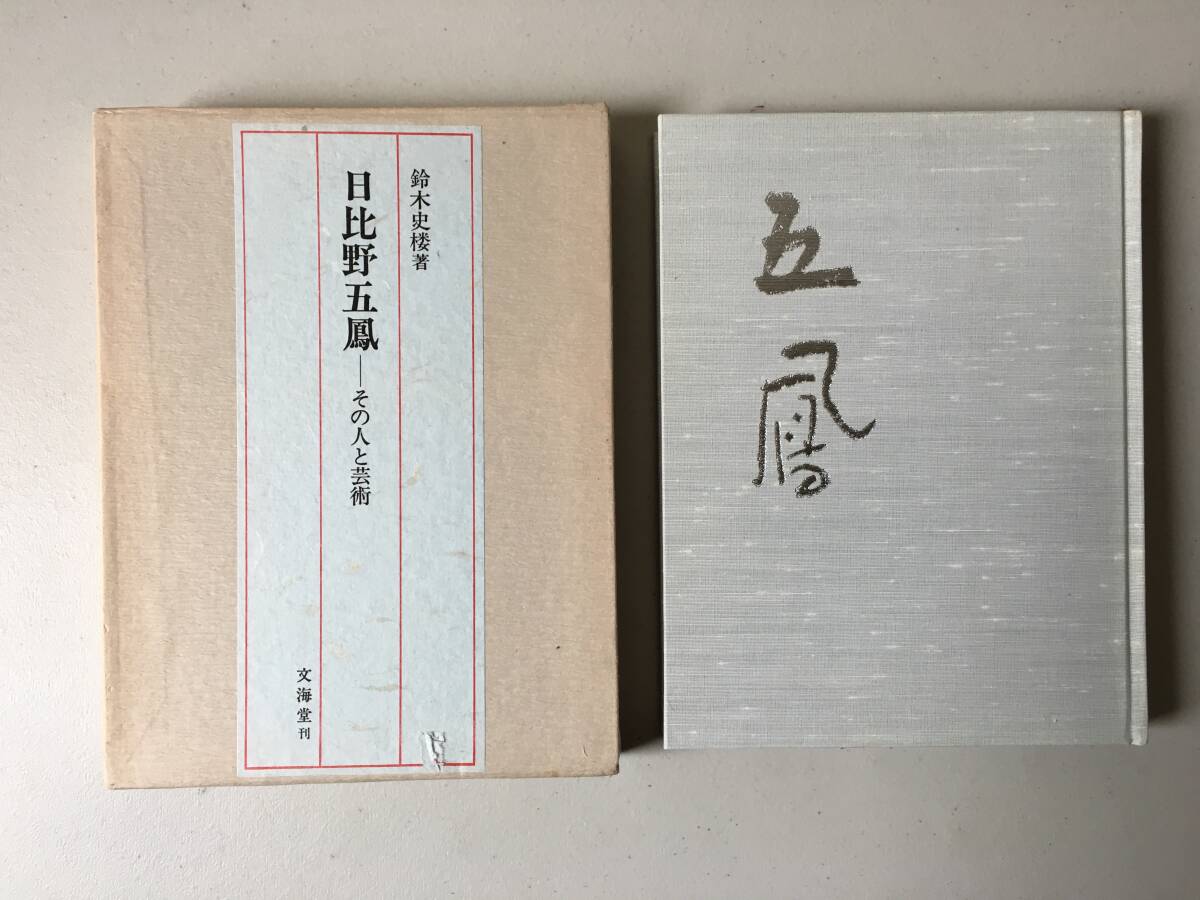 鈴木史楼著
日比野五鳳―その人と芸術
文海堂刊
五鳳